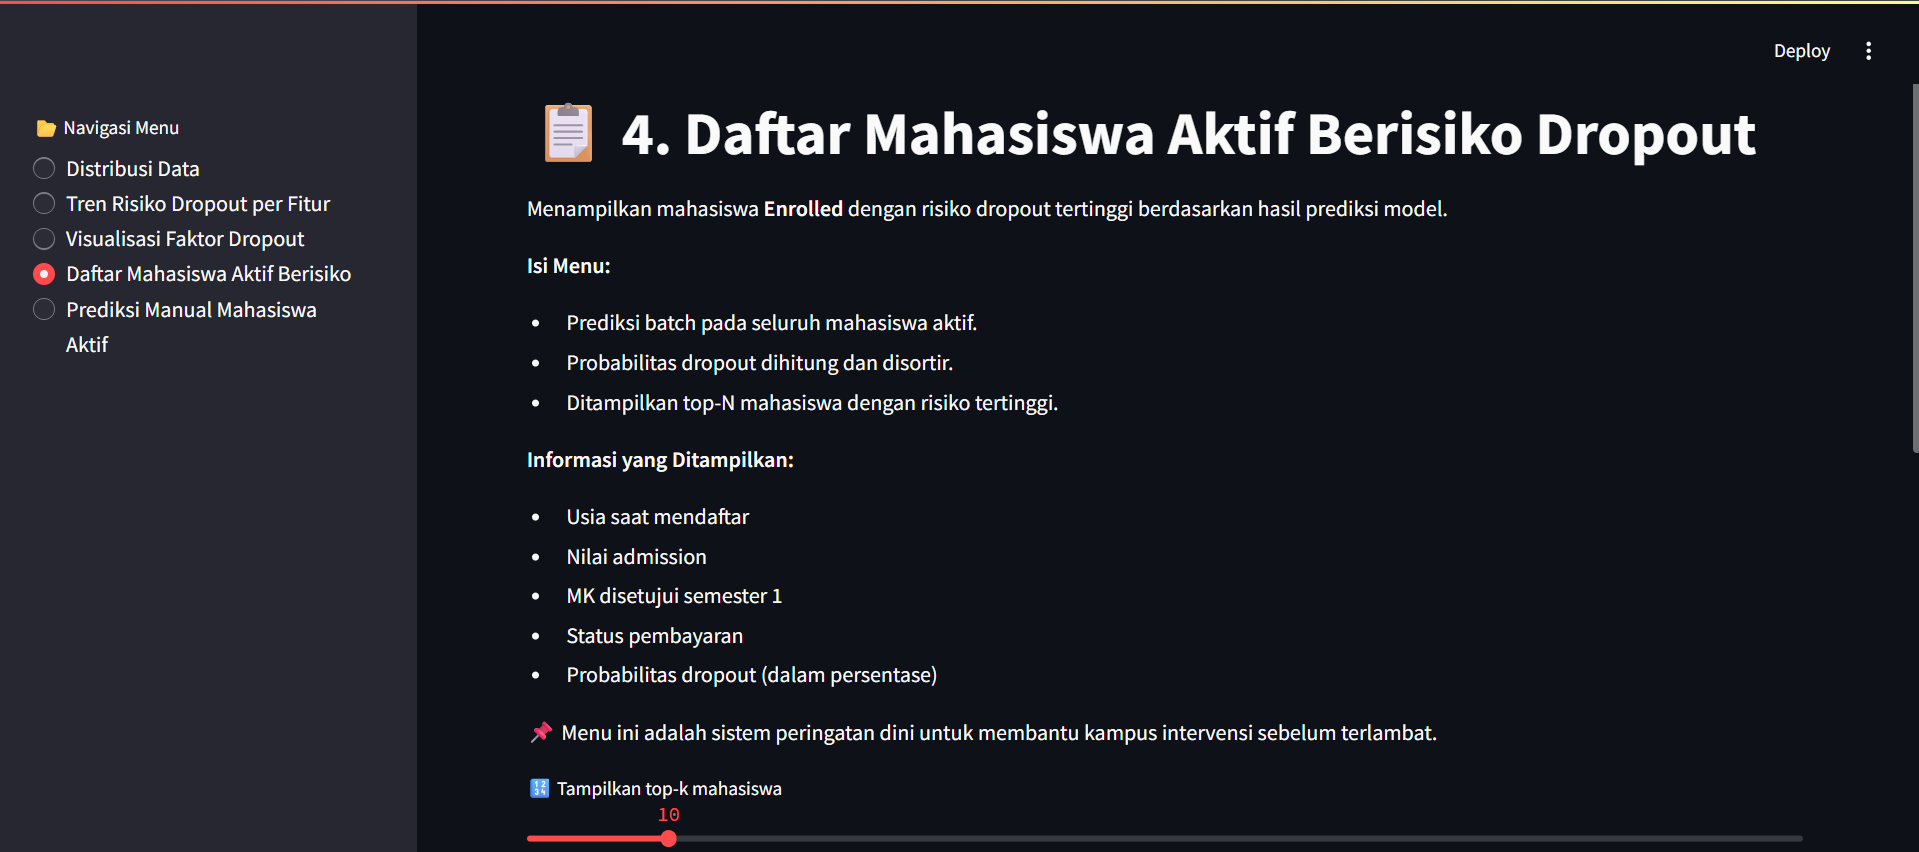 Deploy
Navigasi Menu
Distribusi Data
Tren Risiko Dropout per Fitur
Visualisasi Faktor Dropout
Daftar Mahasiswa Aktif Berisiko
Prediksi Manual Mahasiswa
Aktif
4. Daftar Mahasiswa Aktif Berisiko Dropout
Menampilkan mahasiswa Enrolled dengan risiko dropout tertinggi berdasarkan hasil prediksi model.
Isi Menu:
• Prediksi batch pada seluruh mahasiswa aktif.
• Probabilitas dropout dihitung dan disortir.
• Ditampilkan top-N mahasiswa dengan risiko tertinggi.
Informasi yang Ditampilkan:
• Usia saat mendaftar
• Nilai admission
• MK disetujui semester 1
• Status pembayaran
• Probabilitas dropout (dalam persentase)
📌 Menu ini adalah sistem peringatan dini untuk membantu kampus intervensi sebelum terlambat.
🔢 Tampilkan top-k mahasiswa
10